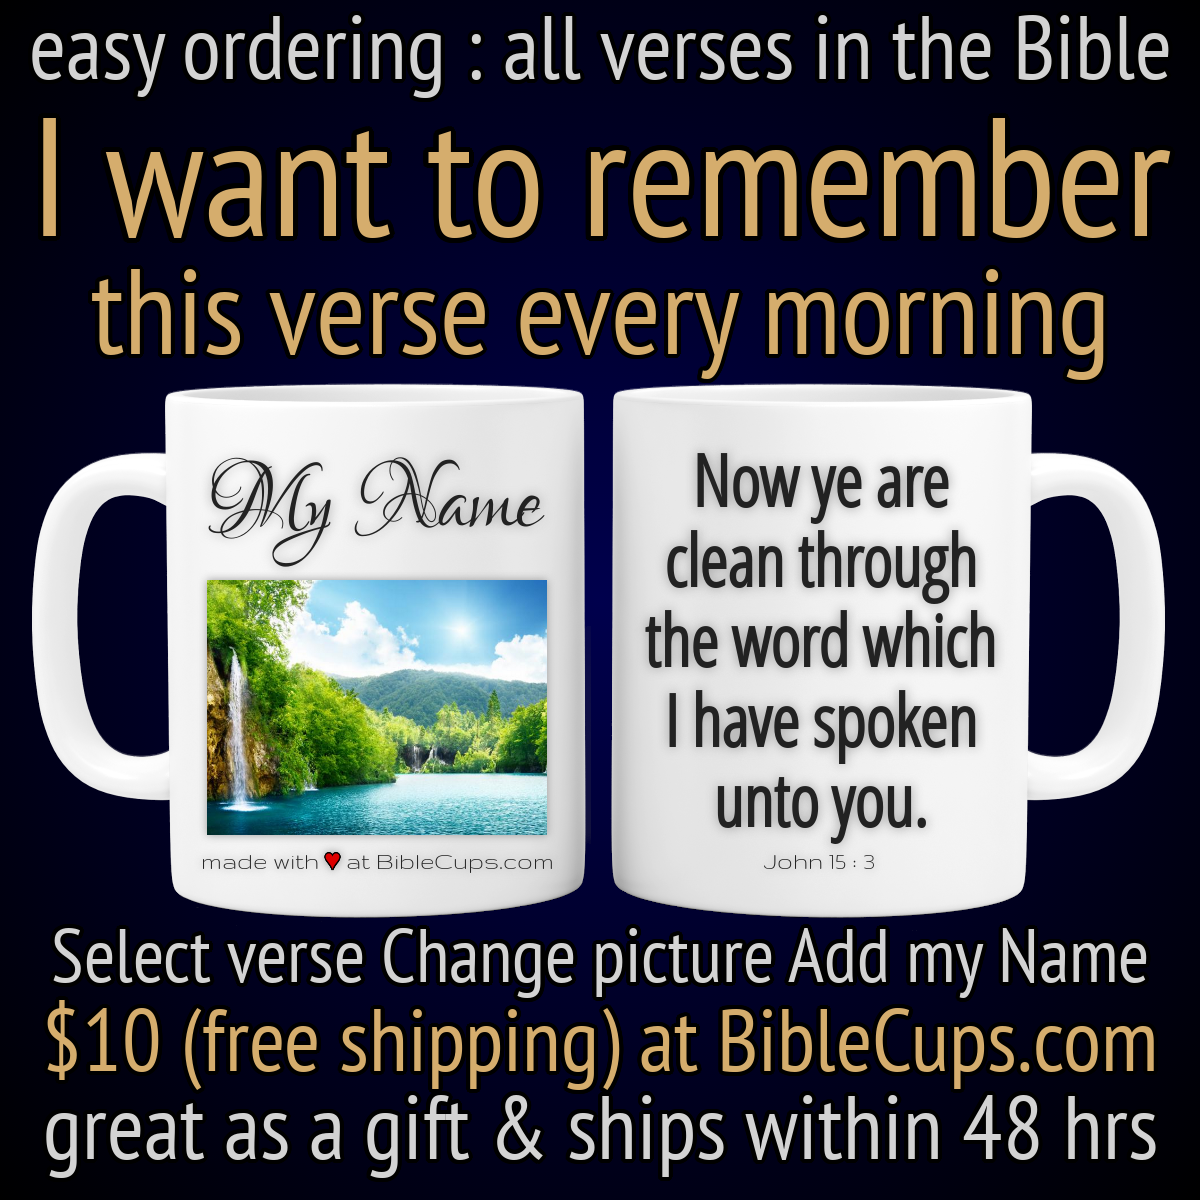 easy ordering : all verses in the Bible
I want to remember
this verse every morning
My Name
made with ♥ at BibleCups.com
Now ye are
clean through
the word which
I have spoken
unto you.
John 15 : 3
Select verse Change picture Add my Name
$10 (free shipping) at BibleCups.com
great as a gift & ships within 48 hrs